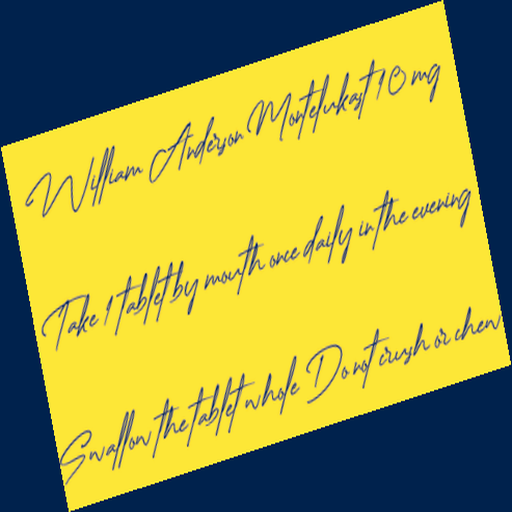 William Anderson Montelukast 10 mg
Take 1 tablet by mouth once daily in the evening
Swallow the tablet whole Do not crush or chew